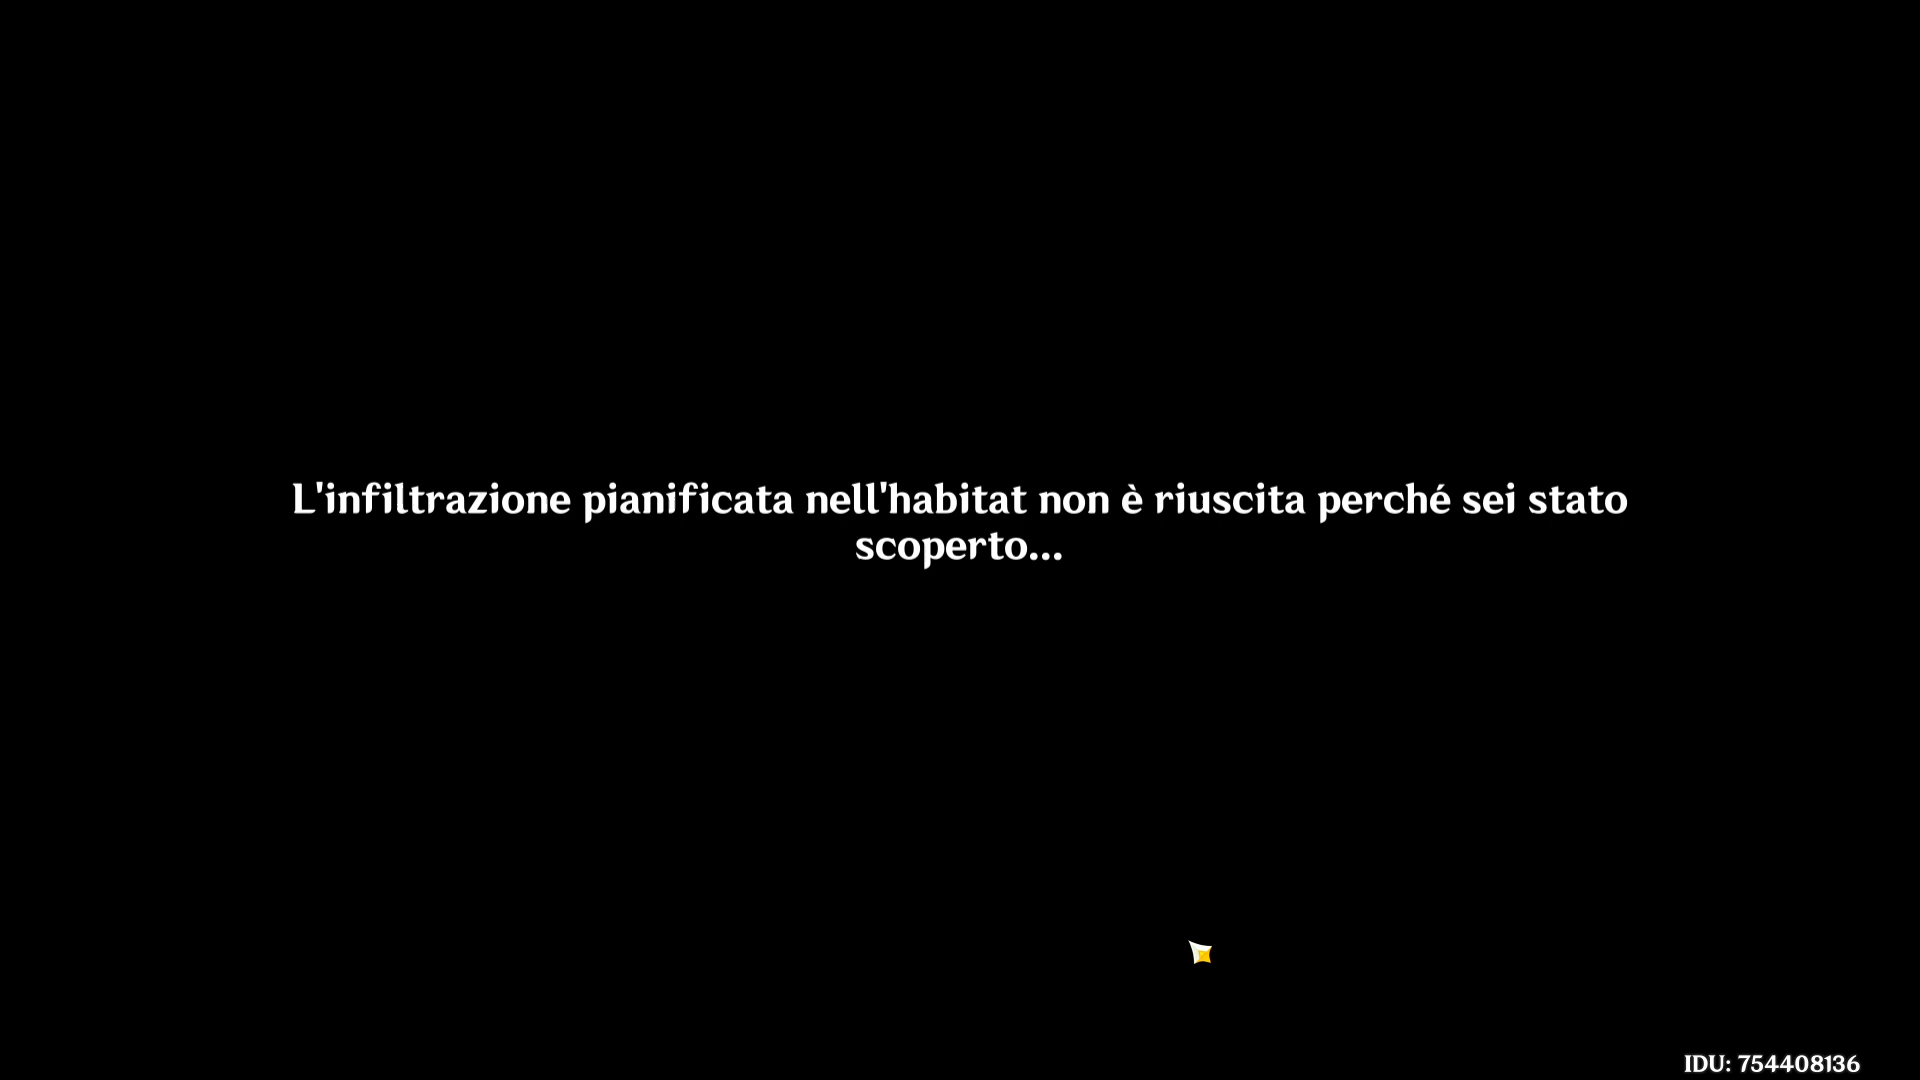 L'infiltrazione pianificata nell'habitat non è riuscita perché sei stato
scoperto...
IDU: 754408136